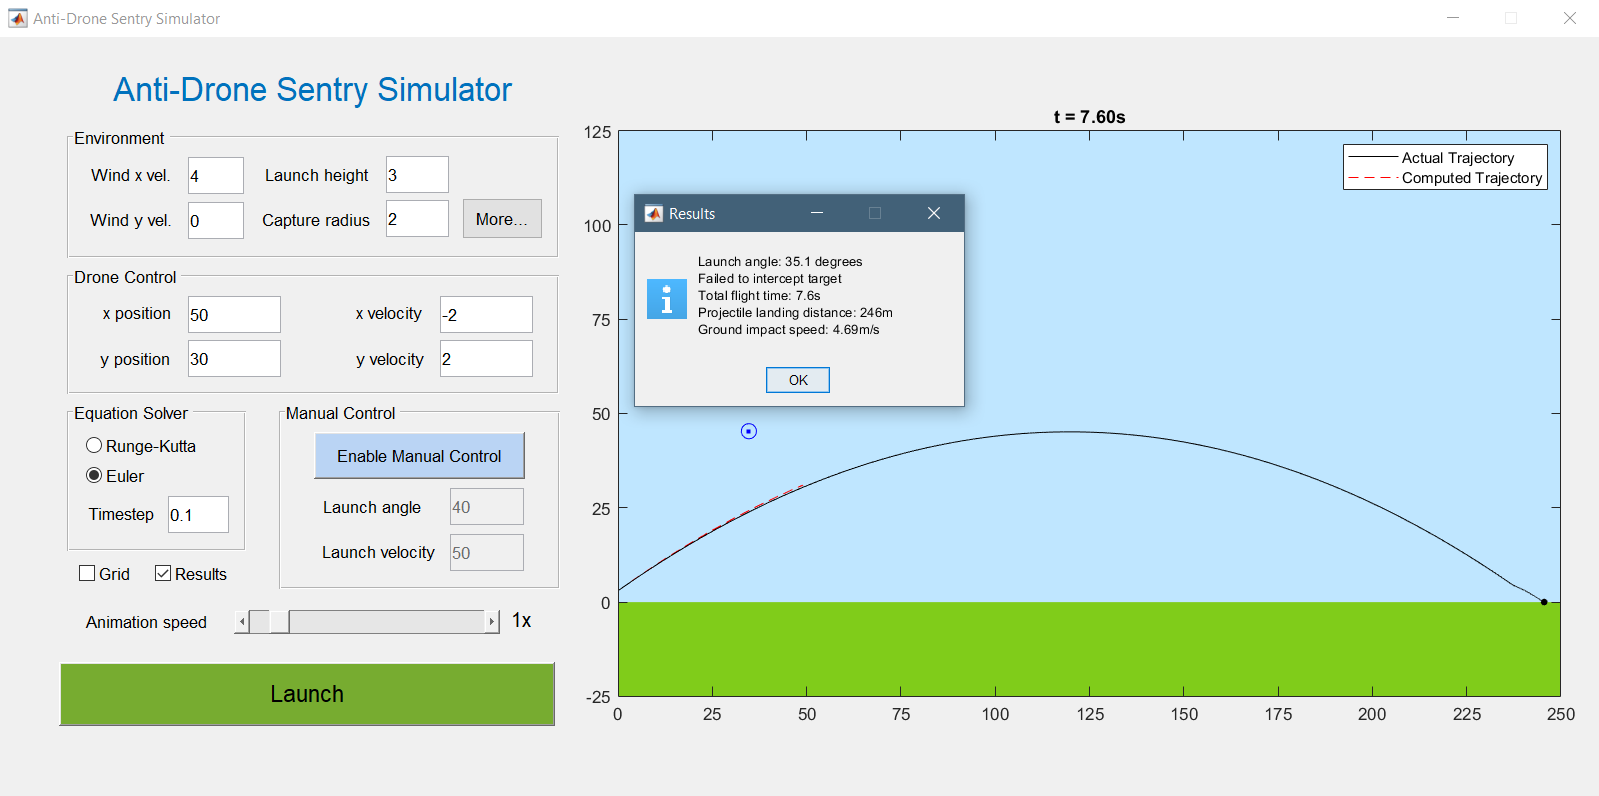 Anti-Drone Sentry Simulator
Anti-Drone Sentry Simulator
Environment
Wind x vel. 4 Launch height 3
Wind y vel. 0 Capture radius 2 More...
Drone Control
x position 50 x velocity -2
y position 30 y velocity 2
Equation Solver
Runge-Kutta
Euler
Timestep 0.1
Manual Control
Enable Manual Control
Launch angle 40
Launch velocity 50
Grid Results
Animation speed 1x
Launch
t = 7.60s
Actual Trajectory
Computed Trajectory
125
100
75
50
25
0
-25
0 25 50 75 100 125 150 175 200 225 250
Results
Launch angle: 35.1 degrees
Failed to intercept target
Total flight time: 7.6s
Projectile landing distance: 246m
Ground impact speed: 4.69m/s
OK